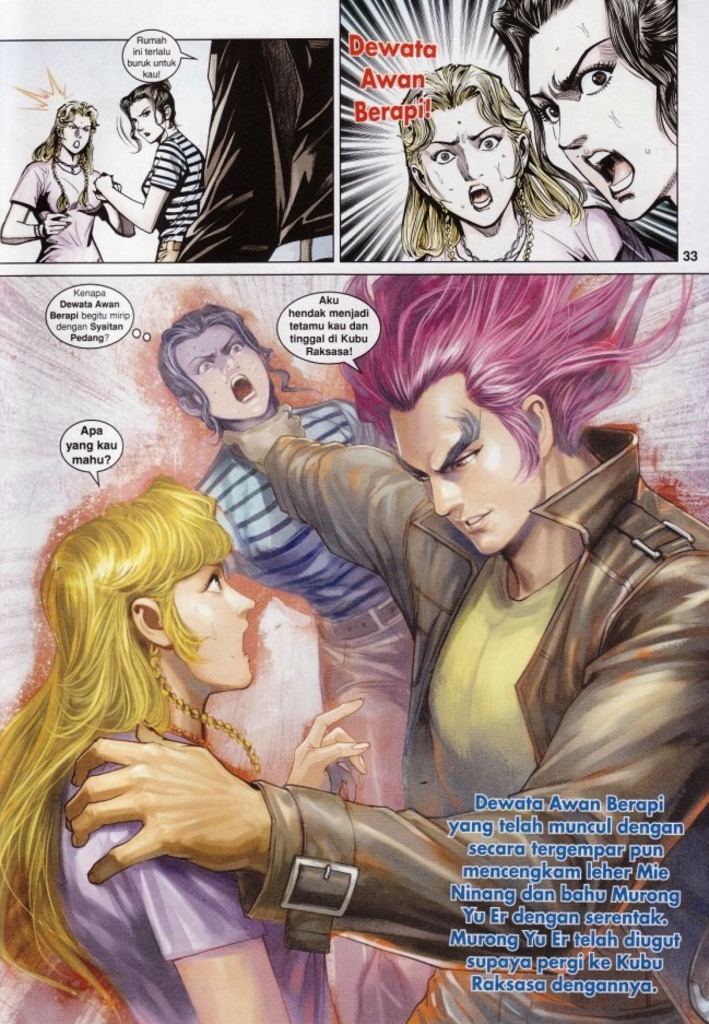 Rumah
ini terlalu
buruk untuk
kau!
Dewata
Awan
Berapi!
33
Kenapa
Dewata Awan
Berapi begitu mirip
dengan Syaitan
Pedang?
Aku
hendak menjadi
tetamu kau dan
tinggal di Kubu
Raksasa!
Apa
yang kau
mahu?
Dewata Awan Berapi
yang telah muncul dengan
secara tergempar pun
mencengkam leher Mie
Ninang dan bahu Murong
Yu Er dengan serentak.
Murong Yu Er telah diugut
supaya pergi ke Kubu
Raksasa dengannya.